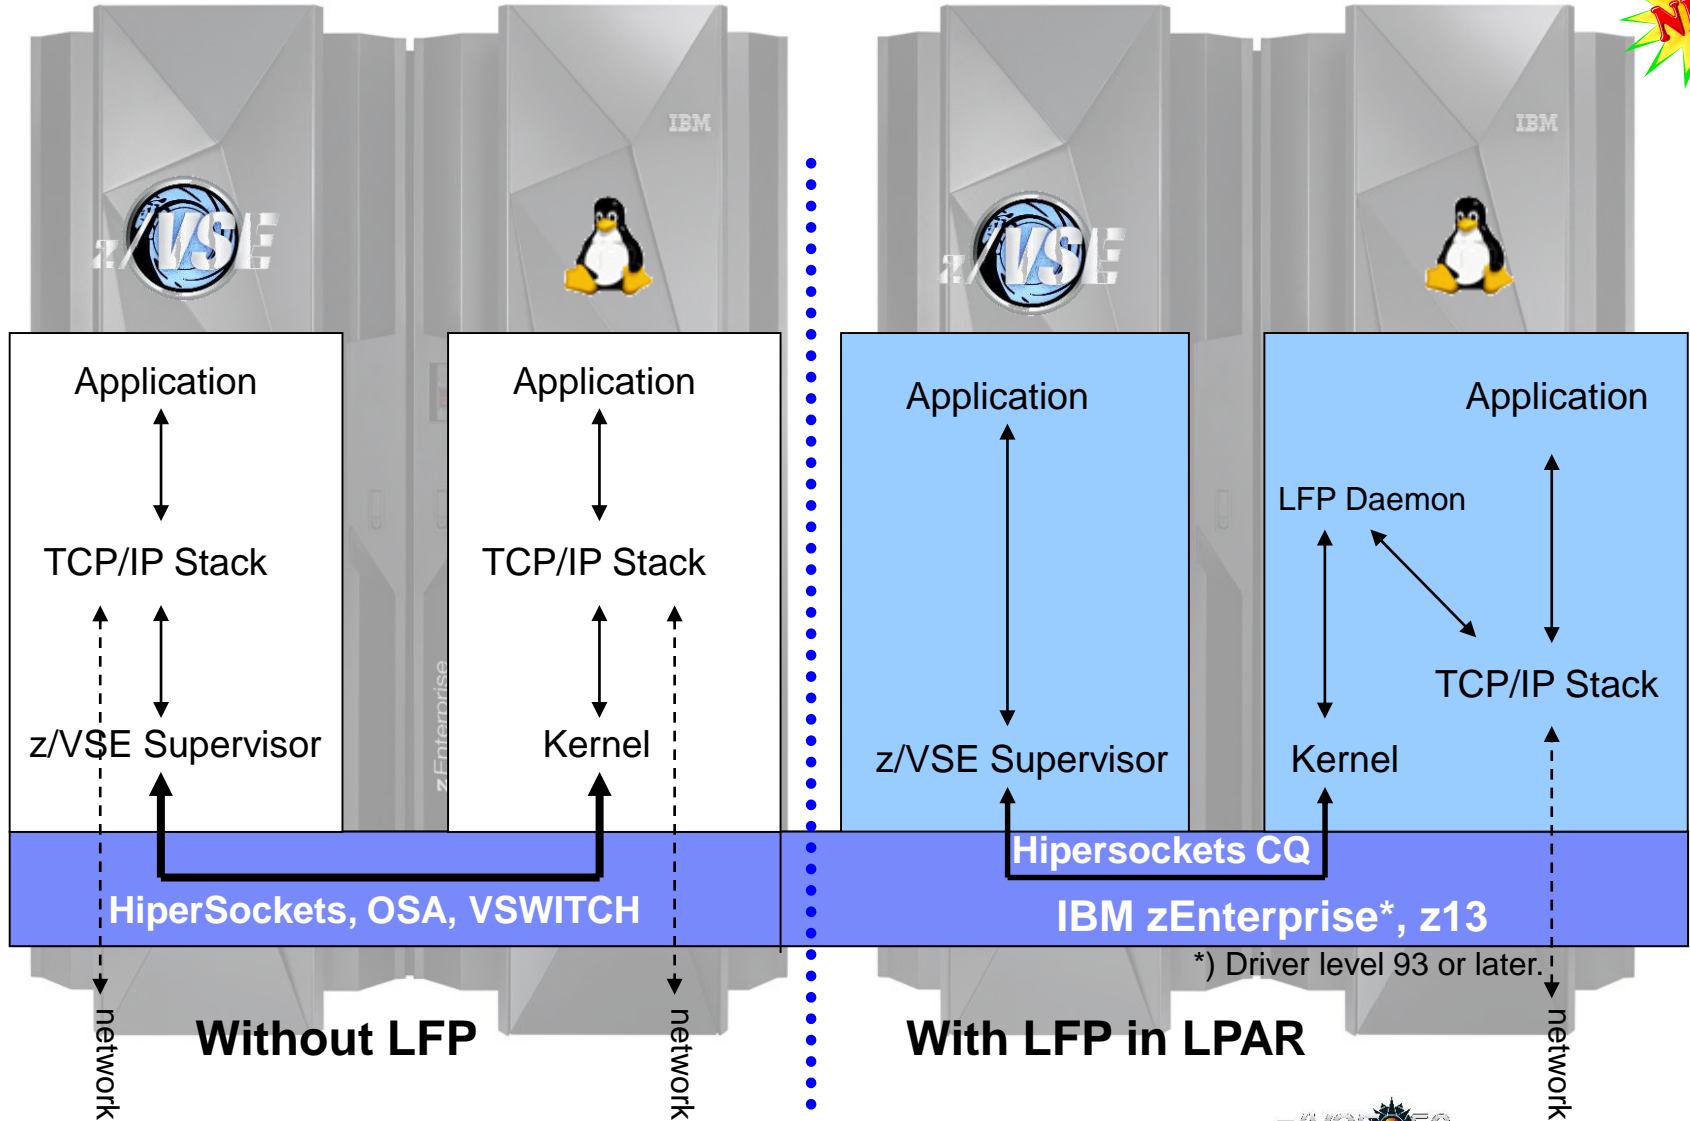 IBM
IBM
z/VSE
z/VSE
Application
Application
TCP/IP Stack
TCP/IP Stack
z/VSE Supervisor
Kernel
zEnterprise
HiperSockets, OSA, VSWITCH
network
network
Without LFP
Application
Application
LFP Daemon
TCP/IP Stack
z/VSE Supervisor
Kernel
Hipersockets CQ
IBM zEnterprise*, z13
*) Driver level 93 or later.
network
With LFP in LPAR